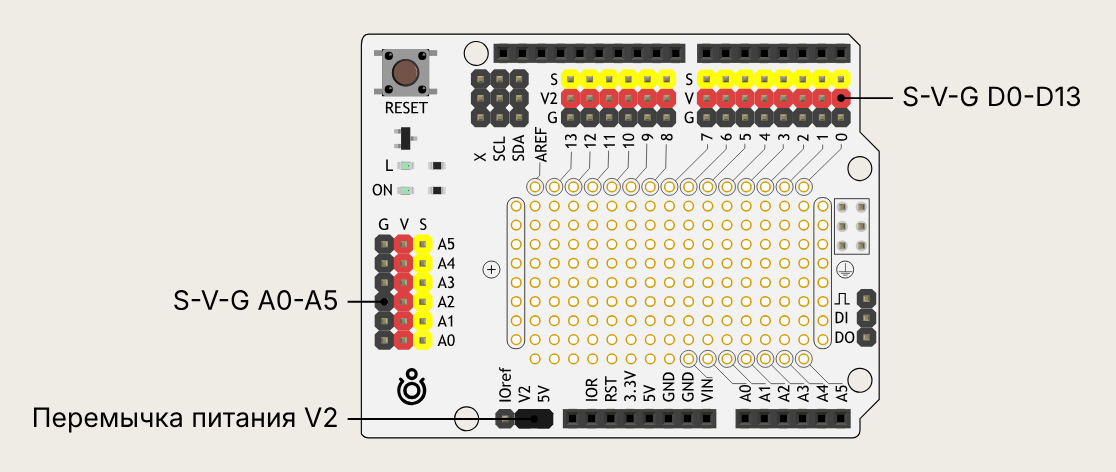 RESET
L
ON
S
V2
G
S
V
G
X
SCL
SDA
AREF
13
12
11
10
9
8
7
6
5
4
3
2
1
0
S-V-G D0-D13
G V S
A5
A4
A3
A2
A1
A0
S-V-G A0-A5
+
DI
DO
IOref
V2
5V
IOR
RST
3.3V
5V
GND
GND
VIN
A0
A1
A2
A3
A4
A5
Перемычка питания V2